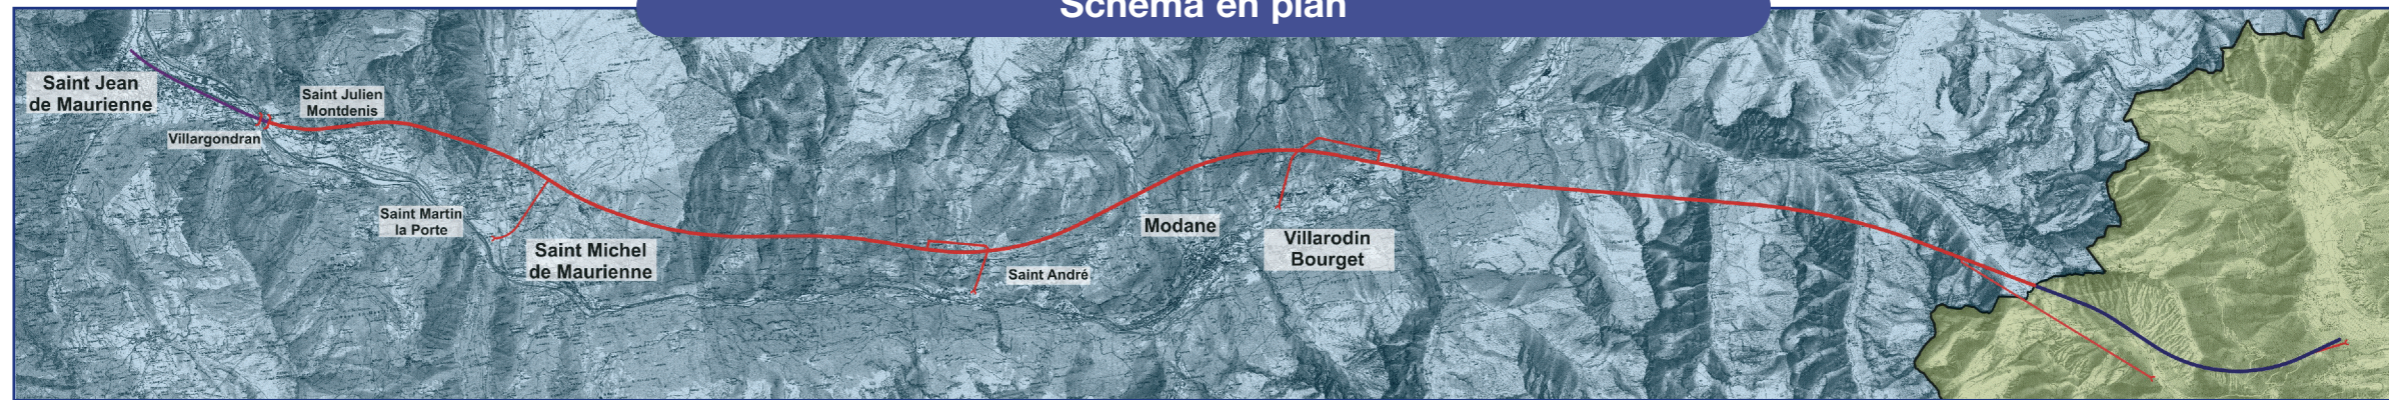 Schéma en plan
Saint Jean
de Maurienne
Saint Julien
Montdenis
Villargondran
Saint Martin
la Porte
Saint Michel
de Maurienne
Saint André
Modane
Villarodin
Bourget